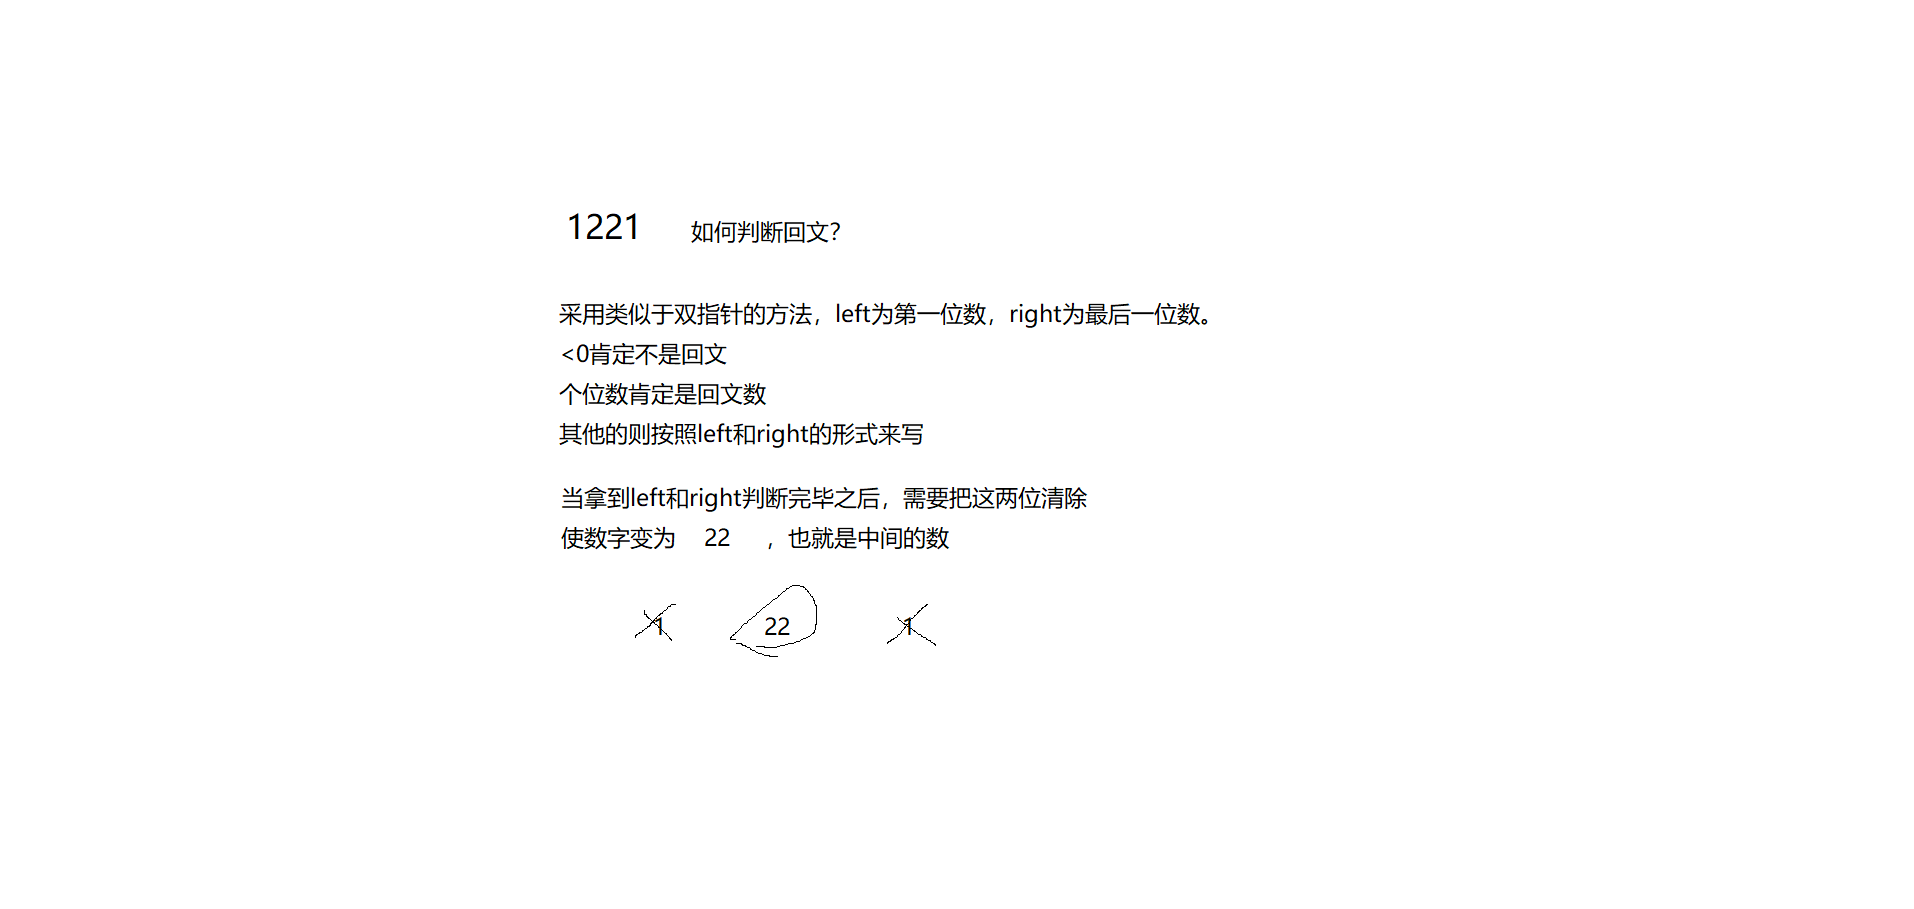 1221 如何判断回文?
采用类似于双指针的方法，left为第一位数，right为最后一位数。
<0肯定不是回文
个位数肯定是回文数
其他的则按照left和right的形式来写
当拿到left和right判断完毕之后，需要把这两位清除
使数字变为 22 ，也就是中间的数
1 22 1